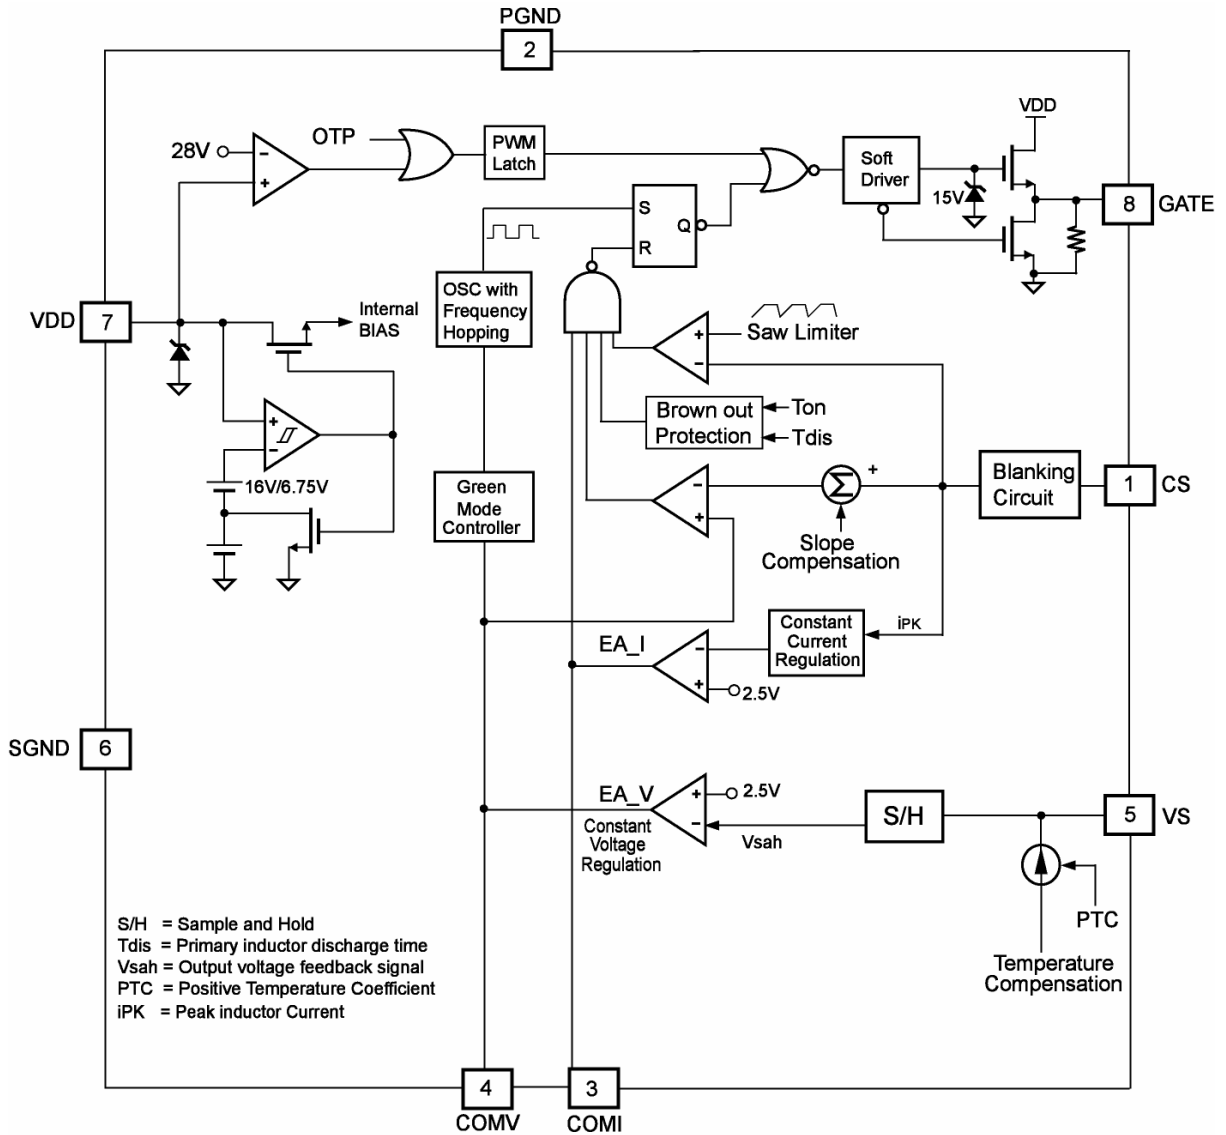 PGND
2
VDD
28V
OTP
PWM
Latch
Soft
Driver
15V
8
GATE
S
Q
R
OSC with
Frequency
Hopping
VDD
7
Internal
BIAS
Saw Limiter
Brown out
Protection
Ton
Tdis
16V/6.75V
Green
Mode
Controller
Σ
+
Slope
Compensation
Blanking
Circuit
1
CS
EA_I
Constant
Current
Regulation
iPK
2.5V
SGND
6
EA_V
Constant
Voltage
Regulation
2.5V
Vsah
S/H
5
VS
PTC
Temperature
Compensation
S/H = Sample and Hold
Tdis = Primary inductor discharge time
Vsah = Output voltage feedback signal
PTC = Positive Temperature Coefficient
iPK = Peak inductor Current
4
COMV
3
COMI